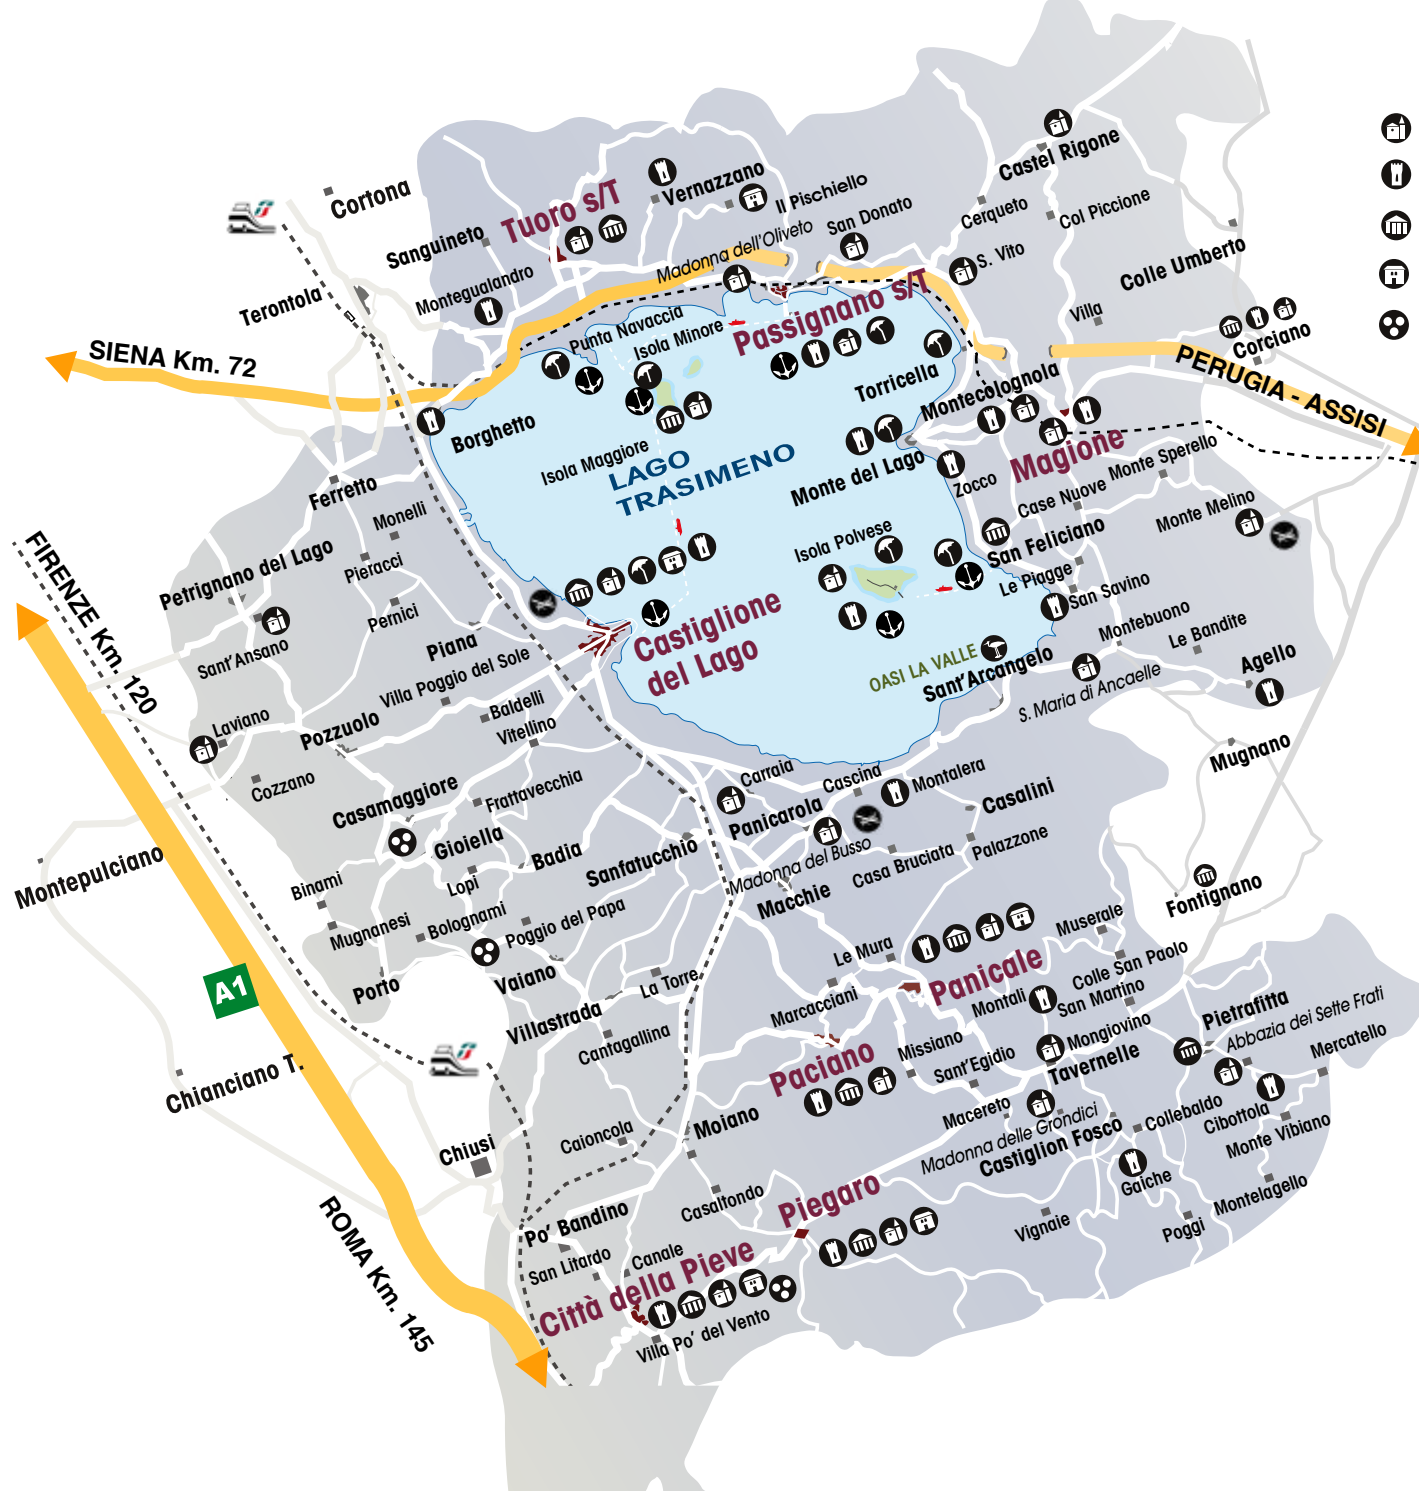 Castel Rigone
Cortona
Vernazzano
Il Pischiello
Tuoro s/T
San Donato
Cerqueto
Col Piccione
Sanguineto
Madonna dell'Oliveto
S. Vito
Colle Umberto
Montegualandro
Terontola
Passignano s/T
Punta Navaccia
Isola Minore
Villa
Corciano
SIENA Km. 72
PERUGIA - ASSISI
Torricella
Montecolognola
Borghetto
Isola Maggiore
LAGO
TRASIMENO
Monte del Lago
Magione
Monte Sperello
Zocco
Case Nuove
Monte Melino
Ferretto
Monelli
Isola Polvese
San Feliciano
FIRENZE Km. 120
Petrignano del Lago
Pieracci
Le Piagge
San Savino
Pernici
Castiglione
del Lago
Montebuono
Le Bandite
Sant'Ansano
Piana
Villa Poggio del Sole
OASI LA VALLE
Sant'Arcangelo
S. Maria di Ancaelle
Agello
Laviano
Pozzuolo
Baldelli
Vitellino
Mugnano
Cozzano
Casamaggiore
Frattavecchia
Carraia
Cascina
Montalera
Casalini
Panicarola
Gioiella
Badia
Sanfatucchio
Madonna del Busso
Casa Bruciata
Palazzone
Montepulciano
Binami
Lopi
Macchie
Fontignano
Mugnanesi
Bolognami
Poggio del Papa
Le Mura
Panicale
Muserale
Colle San Paolo
A1
Porto
Vaiano
La Torre
Marcacciani
Montali
San Martino
Pietrafitta
Abbazia dei Sette Frati
Villastrada
Cantagallina
Paciano
Missiano
Mongiovino
Mercatello
Chianciano T.
Sant'Egidio
Tavernelle
Macereto
Madonna delle Grondici
Castiglion Fosco
Collebaldo
Cibottola
Monte Vibiano
Chiusi
Caioncola
Moiano
Gaiche
ROMA Km. 145
Piegaro
Casaltondo
Montelagello
Po' Bandino
Vignaie
Poggi
San Litardo
Canale
Città della Pieve
Villa Po' del Vento